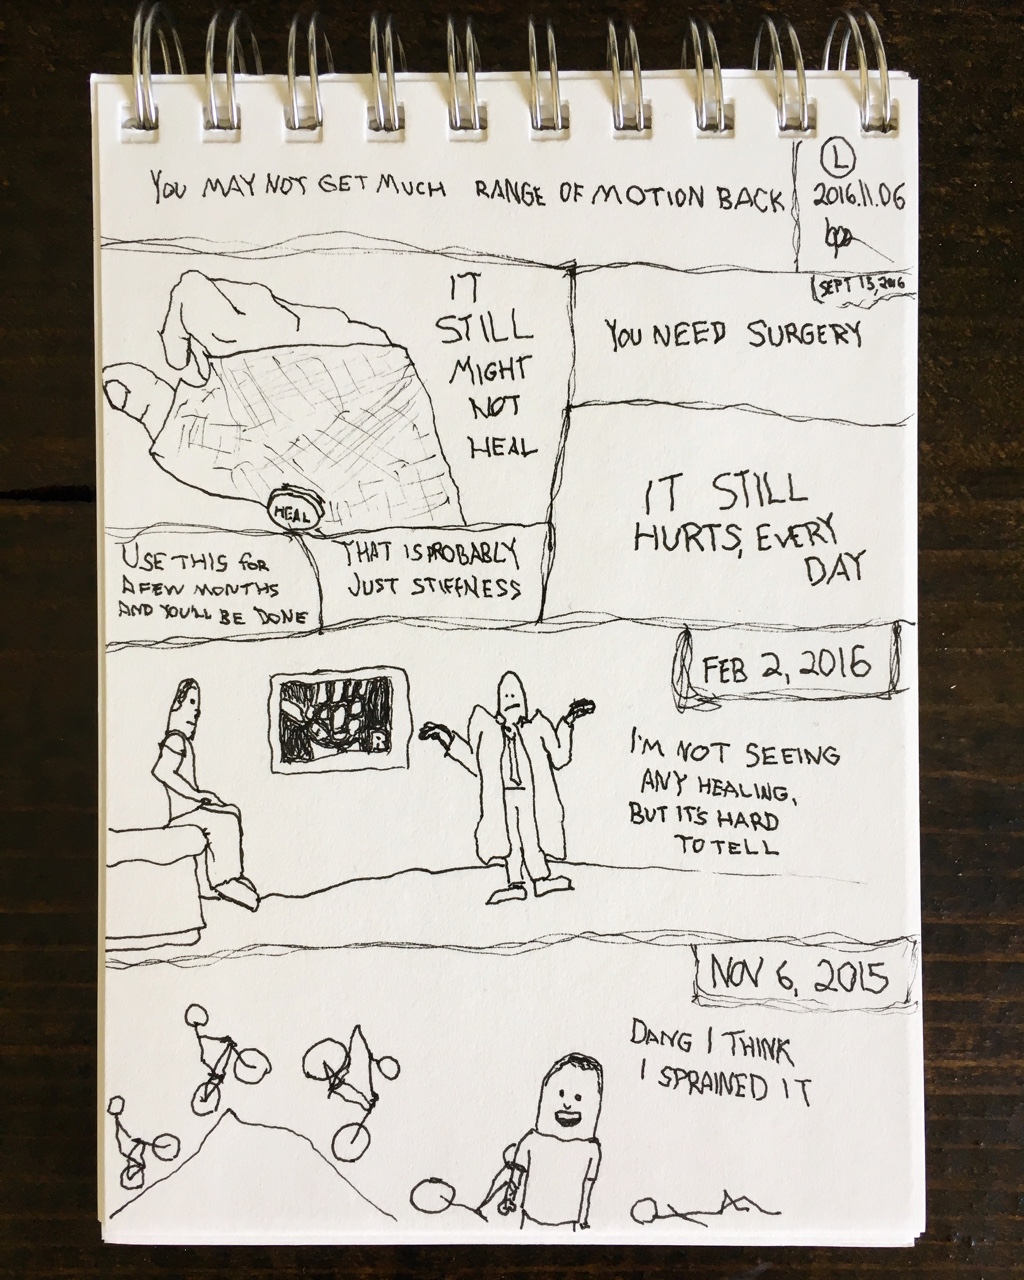 YOU MAY NOT GET MUCH RANGE OF MOTION BACK
L
2016.11.06
bpo
SEPT 13, 2016
IT
STILL
MIGHT
NOT
HEAL
YOU NEED SURGERY
HEAL
IT STILL
HURTS, EVERY
DAY
USE THIS FOR
A FEW MONTHS
AND YOU'LL BE DONE
THAT IS PROBABLY
JUST STIFFNESS
FEB 2, 2016
I'M NOT SEEING
ANY HEALING,
BUT IT'S HARD
TO TELL
R
NOV 6, 2015
DANG I THINK
I SPRAINED IT